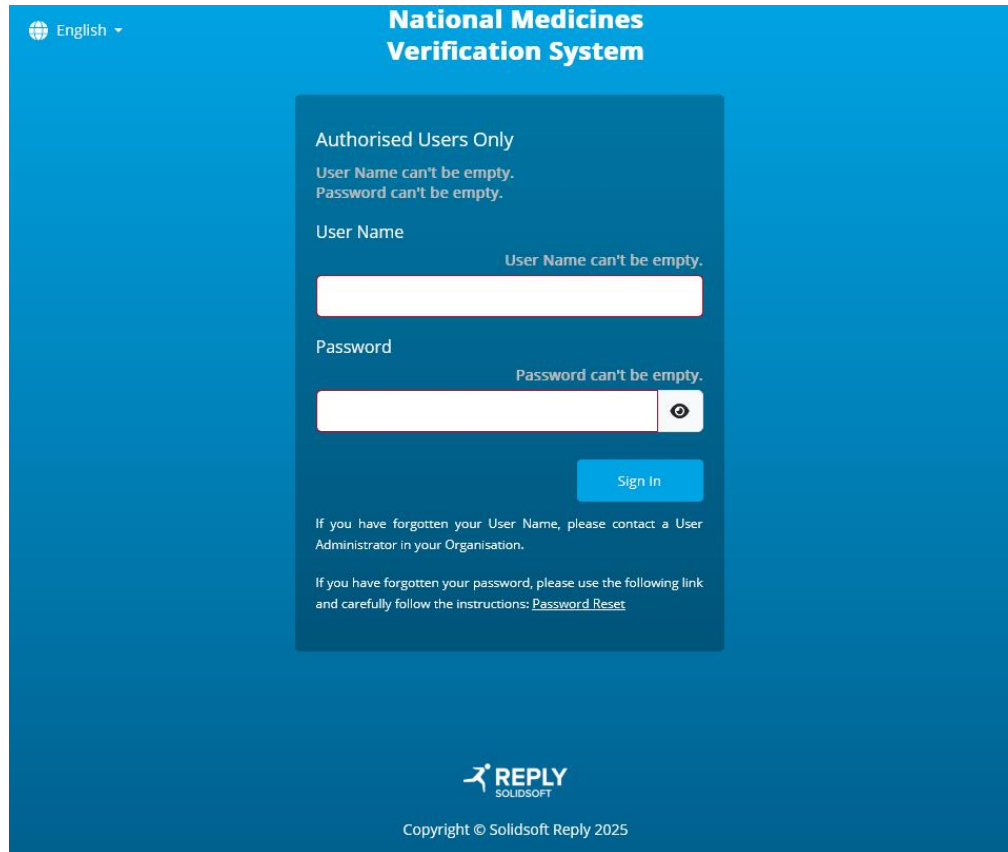 English
National Medicines
Verification System
Authorised Users Only
User Name can't be empty.
Password can't be empty.
User Name
User Name can't be empty.
Password
Password can't be empty.
Sign In
If you have forgotten your User Name, please contact a User
Administrator in your Organisation.
If you have forgotten your password, please use the following link
and carefully follow the instructions: Password Reset
REPLY
SOLIDSOFT
Copyright © Solidsoft Reply 2025